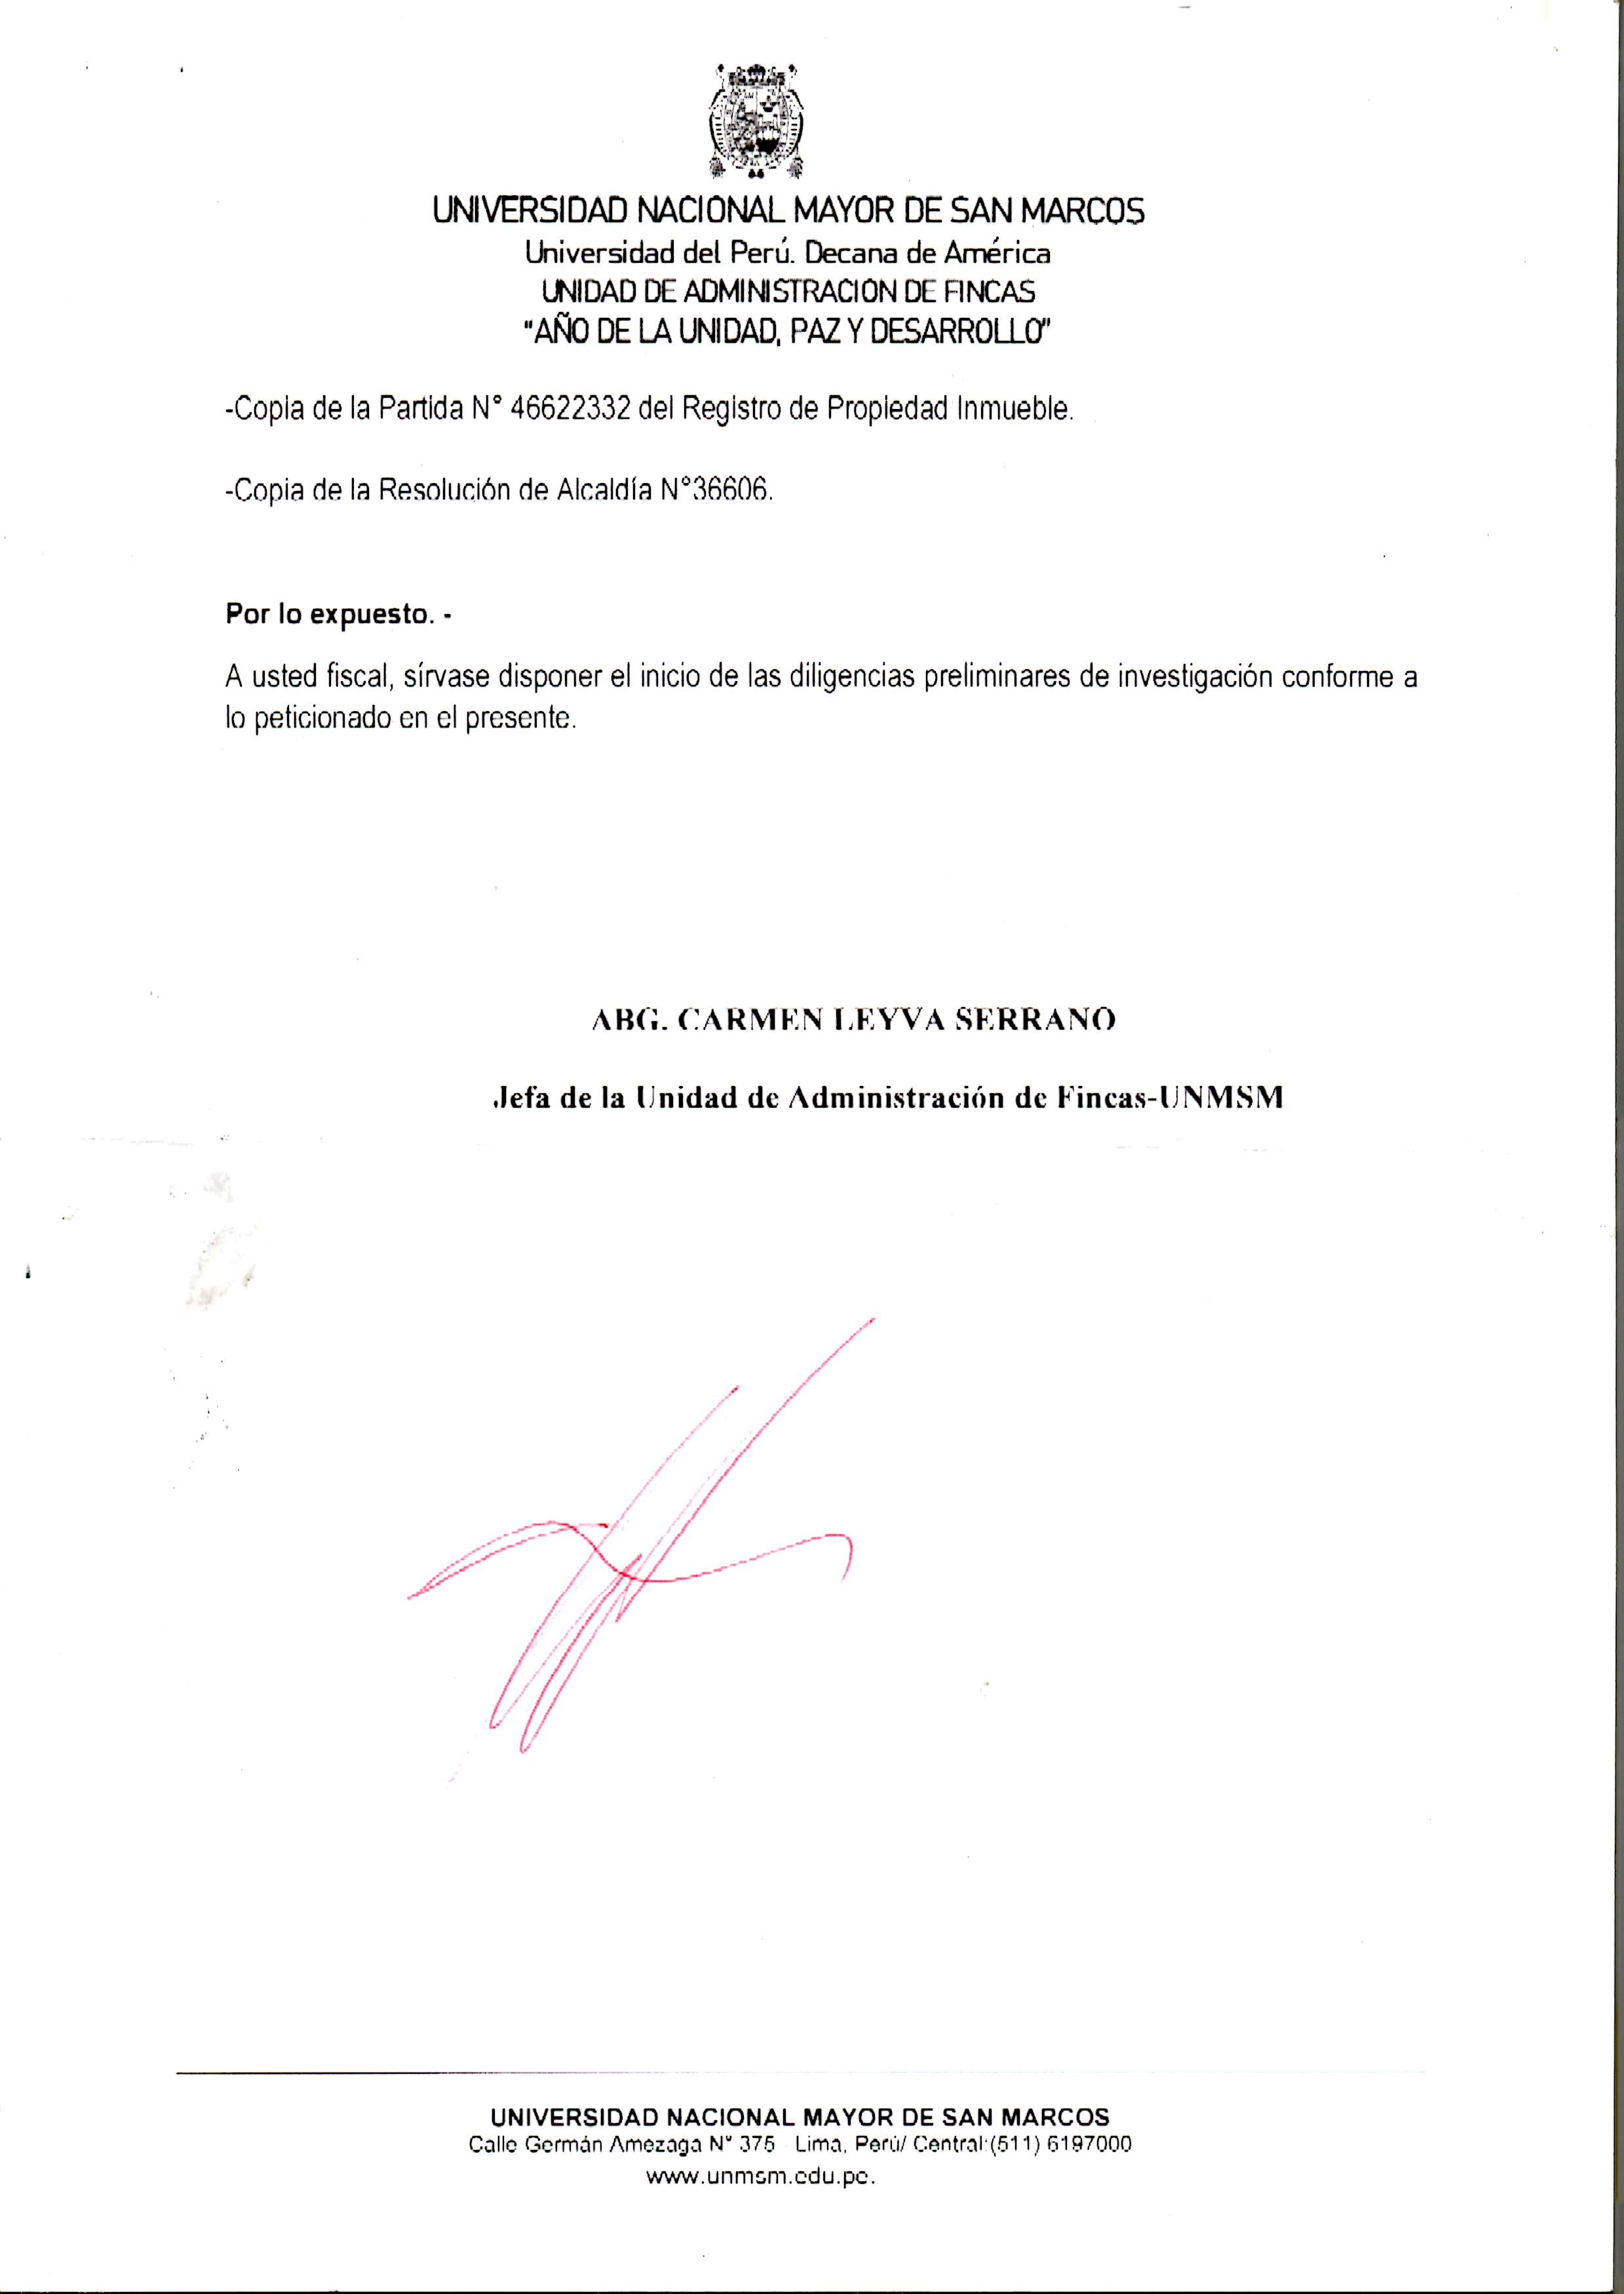 UNIVERSIDAD NACIONAL MAYOR DE SAN MARCOS
Universidad del Perú. Decana de América
UNIDAD DE ADMINISTRACION DE FINCAS
"AÑO DE LA UNIDAD, PAZ Y DESARROLLO"
-Copia de la Partida N° 46622332 del Registro de Propiedad Inmueble.
-Copia de la Resolución de Alcaldía N°36606.
Por lo expuesto. -
A usted fiscal, sírvase disponer el inicio de las diligencias preliminares de investigación conforme a
lo peticionado en el presente.
ABG. CARMEN LEYVA SERRANO
Jefa de la Unidad de Administración de Fincas-UNMSM
UNIVERSIDAD NACIONAL MAYOR DE SAN MARCOS
Calle Germán Amezaga N° 375 Lima, Perú/ Central:(511) 6197000
www.unmsm.edu.pe.